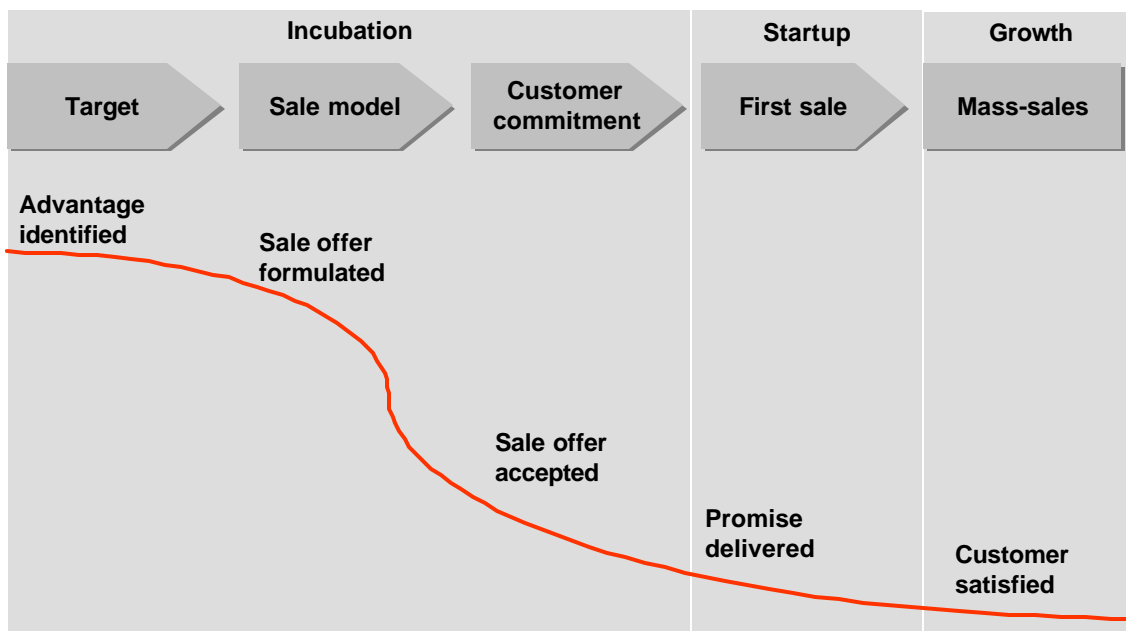 Incubation
Startup
Growth
Target
Sale model
Customer
commitment
First sale
Mass-sales
Advantage
identified
Sale offer
formulated
Sale offer
accepted
Promise
delivered
Customer
satisfied